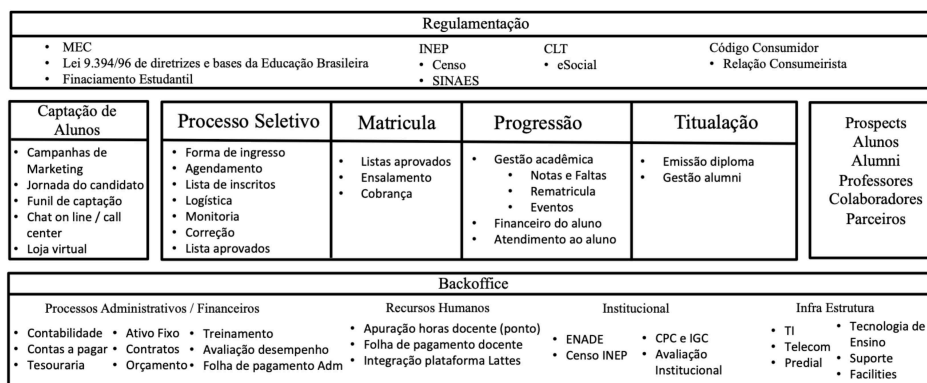 Regulamentação
• MEC
• Lei 9.394/96 de diretrizes e bases da Educação Brasileira
• Finaciamento Estudantil
INEP
• Censo
• SINAES
CLT
• eSocial
Código Consumidor
• Relação Consumeirista
Captação de
Alunos
• Campanhas de
Marketing
• Jornada do candidato
• Funil de captação
• Chat on line / call
center
• Loja virtual
Processo Seletivo
• Forma de ingresso
• Agendamento
• Lista de inscritos
• Logística
• Monitoria
• Correção
• Lista aprovados
Matricula
• Listas aprovados
• Ensalamento
• Cobrança
Progressão
• Gestão acadêmica
• Notas e Faltas
• Rematricula
• Eventos
• Financeiro do aluno
• Atendimento ao aluno
Titualação
• Emissão diploma
• Gestão alumni
Prospects
Alunos
Alumni
Professores
Colaboradores
Parceiros
Backoffice
Processos Administrativos / Financeiros
• Contabilidade
• Contas a pagar
• Tesouraria
• Ativo Fixo
• Contratos
• Orçamento
• Treinamento
• Avaliação desempenho
• Folha de pagamento Adm
Recursos Humanos
• Apuração horas docente (ponto)
• Folha de pagamento docente
• Integração plataforma Lattes
Institucional
• ENADE
• Censo INEP
• CPC e IGC
• Avaliação
Institucional
Infra Estrutura
• TI
• Telecom
• Predial
• Tecnologia de
Ensino
• Suporte
• Facilities